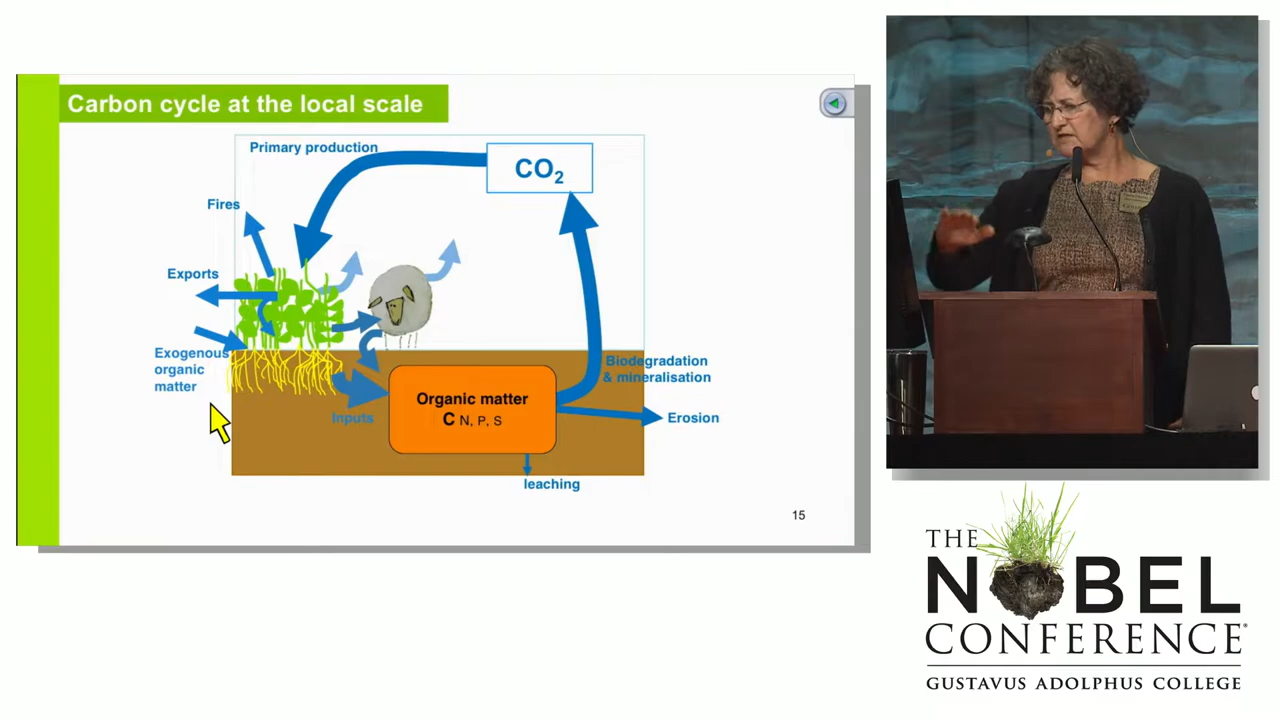 Carbon cycle at the local scale
Primary production
CO2
Fires
Exports
Exogenous
organic
matter
Inputs
Organic matter
C N, P, S
Biodegradation
& mineralisation
Erosion
leaching
15
THE
NOBEL
CONFERENCE®
GUSTAVUS ADOLPHUS COLLEGE